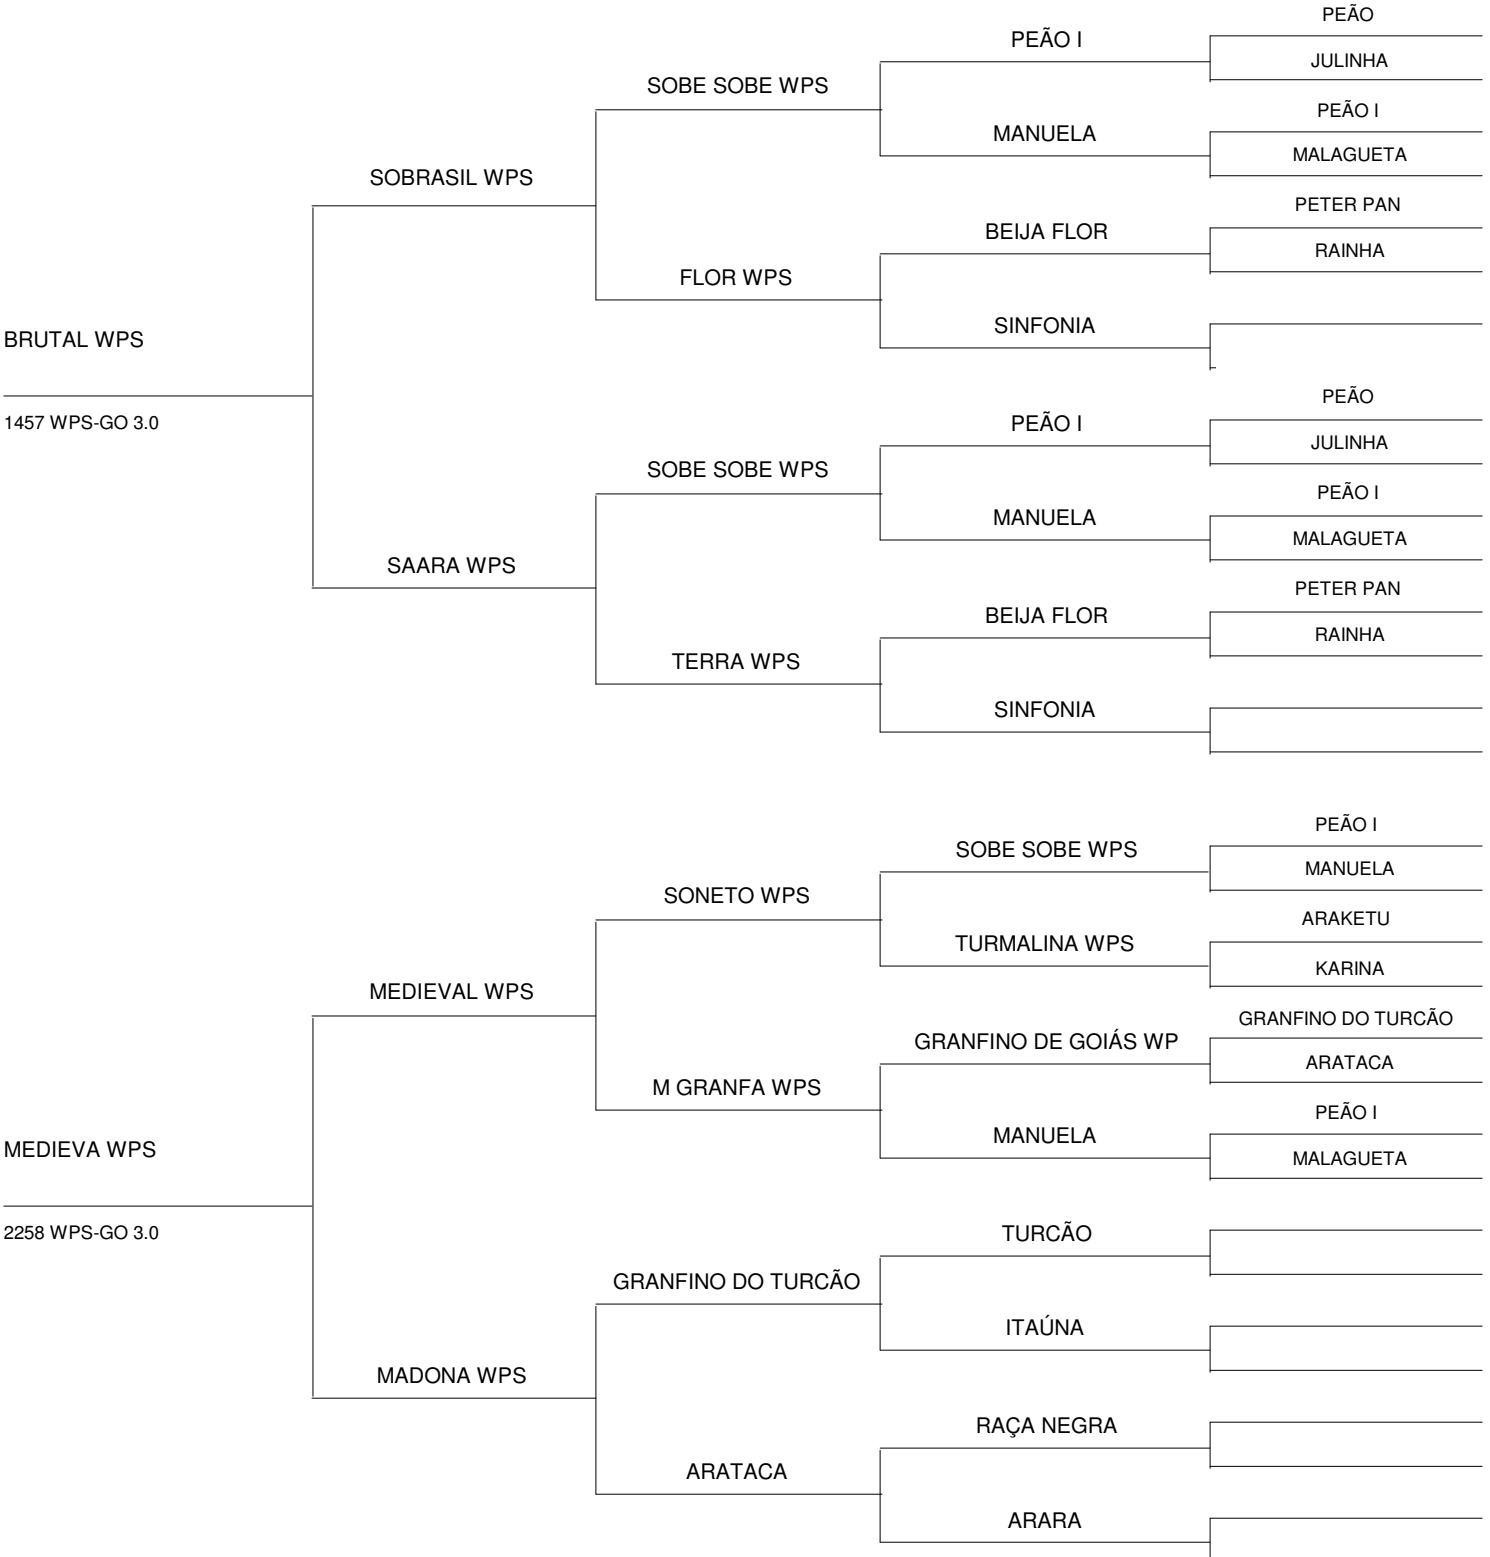 PEÃO
PEÃO I
JULINHA
SOBE SOBE WPS
PEÃO I
MANUELA
MALAGUETA
SOBRASIL WPS
PETER PAN
BEIJA FLOR
RAINHA
FLOR WPS
SINFONIA
BRUTAL WPS
1457 WPS-GO 3.0
PEÃO
PEÃO I
JULINHA
SOBE SOBE WPS
PEÃO I
MANUELA
MALAGUETA
SAARA WPS
PETER PAN
BEIJA FLOR
RAINHA
TERRA WPS
SINFONIA
PEÃO I
SOBE SOBE WPS
MANUELA
SONETO WPS
ARAKETU
TURMALINA WPS
KARINA
MEDIEVAL WPS
GRANFINO DO TURCÃO
GRANFINO DE GOIÁS WP
ARATACA
M GRANFA WPS
PEÃO I
MANUELA
MALAGUETA
MEDIEVA WPS
2258 WPS-GO 3.0
TURCÃO
GRANFINO DO TURCÃO
ITAÚNA
MADONA WPS
RAÇA NEGRA
ARATACA
ARARA